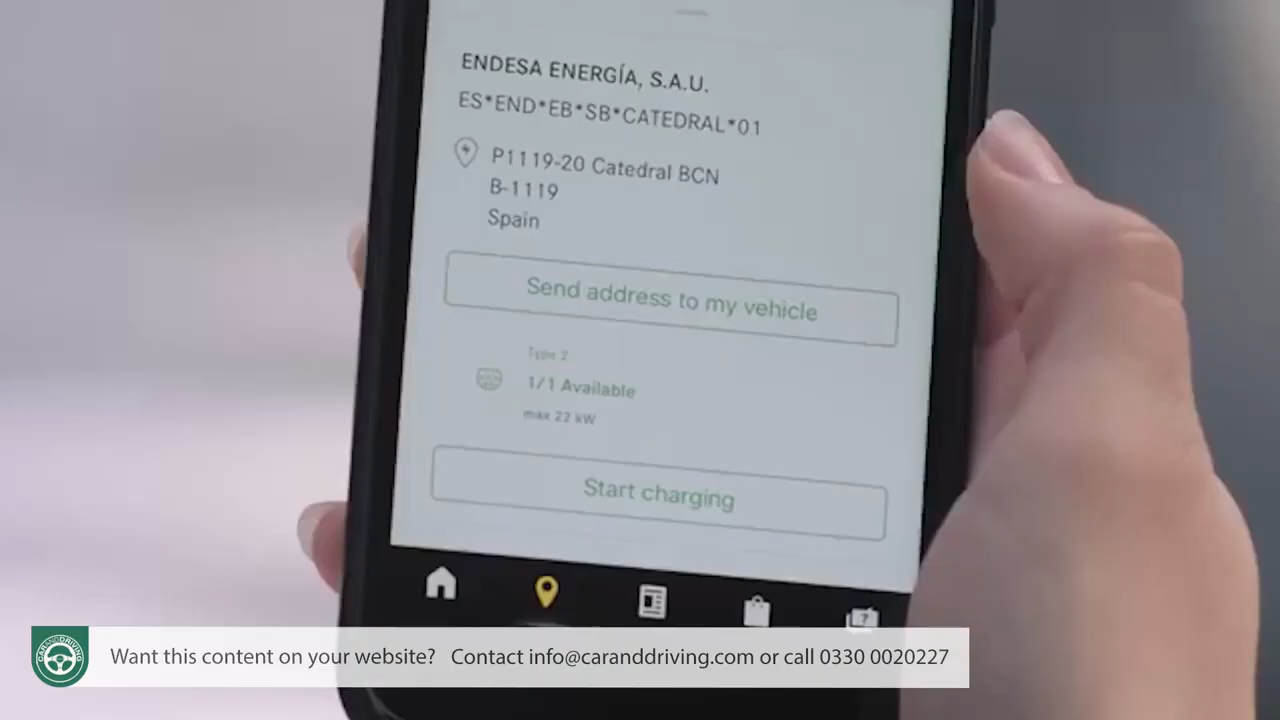 ENDESA ENERGÍA, S.A.U.
ES*END*EB*SB*CATEDRAL*01
P1119-20 Catedral BCN
B-1119
Spain
Send address to my vehicle
Type 2
1/1 Available
max 22 kW
Start charging
?
CARANDDRIVING
Want this content on your website? Contact info@caranddriving.com or call 0330 0020227